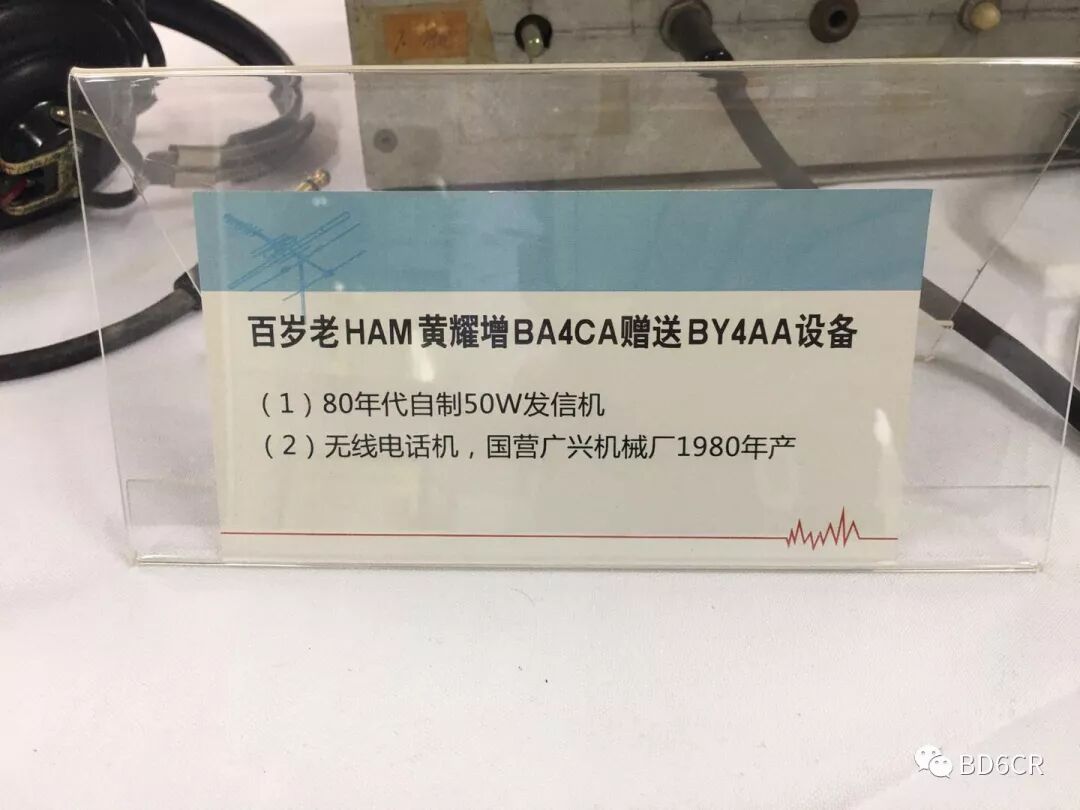 百岁老HAM黄耀增BA4CA赠送BY4AA设备
（1）80年代自制50W发信机
（2）无线电话机，国营广兴机械厂1980年产
BD6CR